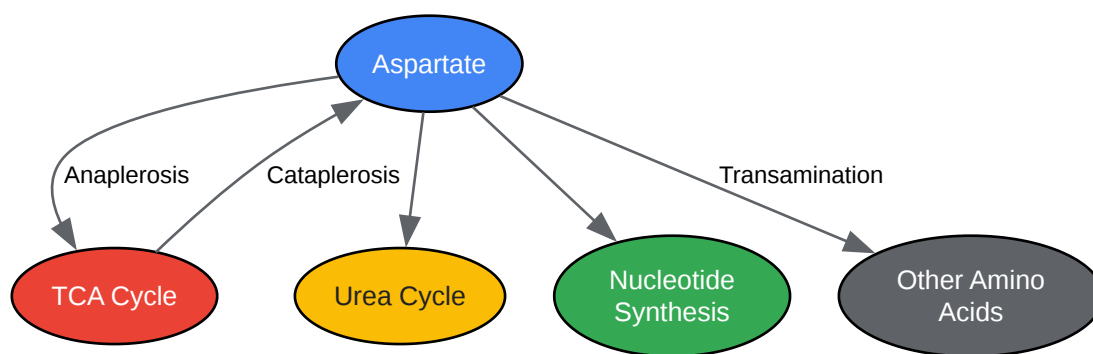 Aspartate
Anaplerosis
Cataplerosis
Transamination
TCA Cycle
Urea Cycle
Nucleotide
Synthesis
Other Amino
Acids